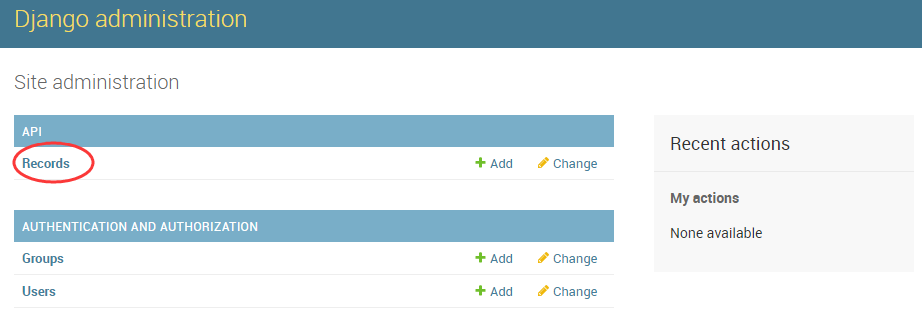 Django administration
Site administration
API
Records Add Change
AUTHENTICATION AND AUTHORIZATION
Groups Add Change
Users Add Change
Recent actions
My actions
None available